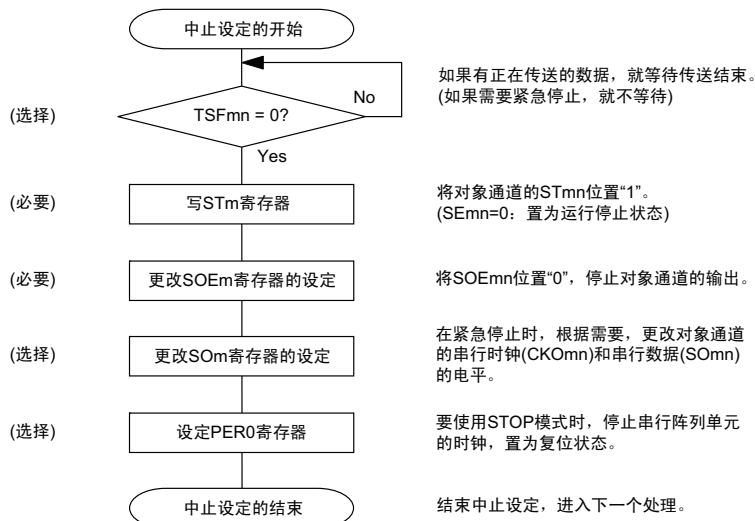 中止设定的开始
如果有正在传送的数据，就等待传送结束。
(如果需要紧急停止，就不等待)
No
(选择)
TSFmn = 0?
Yes
(必要)
写STm寄存器
将对象通道的STmn位置“1”。
(SEmn=0：置为运行停止状态)
(必要)
更改SOEm寄存器的设定
将SOEmn位置“0”，停止对象通道的输出。
(选择)
更改SOm寄存器的设定
在紧急停止时，根据需要，更改对象通道
的串行时钟(CKOmn)和串行数据(SOmn)
的电平。
(选择)
设定PER0寄存器
要使用STOP模式时，停止串行阵列单元
的时钟，置为复位状态。
中止设定的结束
结束中止设定，进入下一个处理。